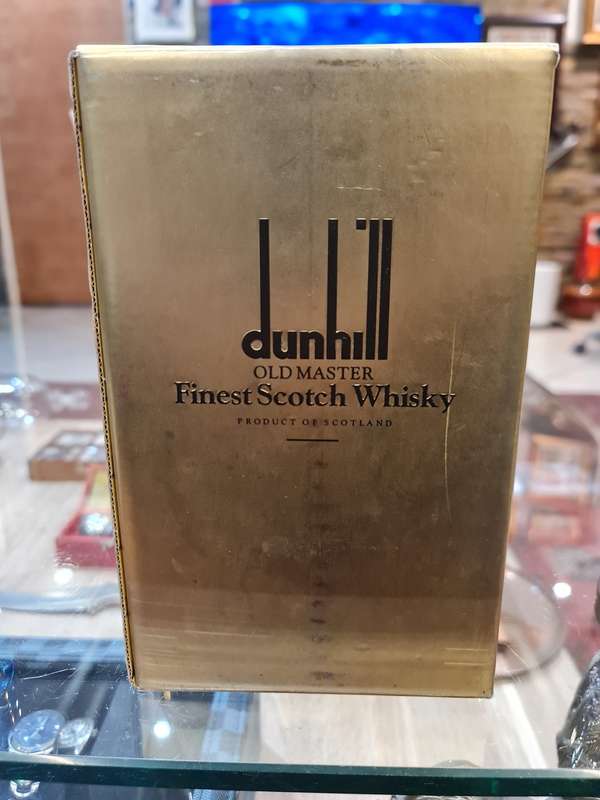 dunhill
OLD MASTER
Finest Scotch Whisky
PRODUCT OF SCOTLAND